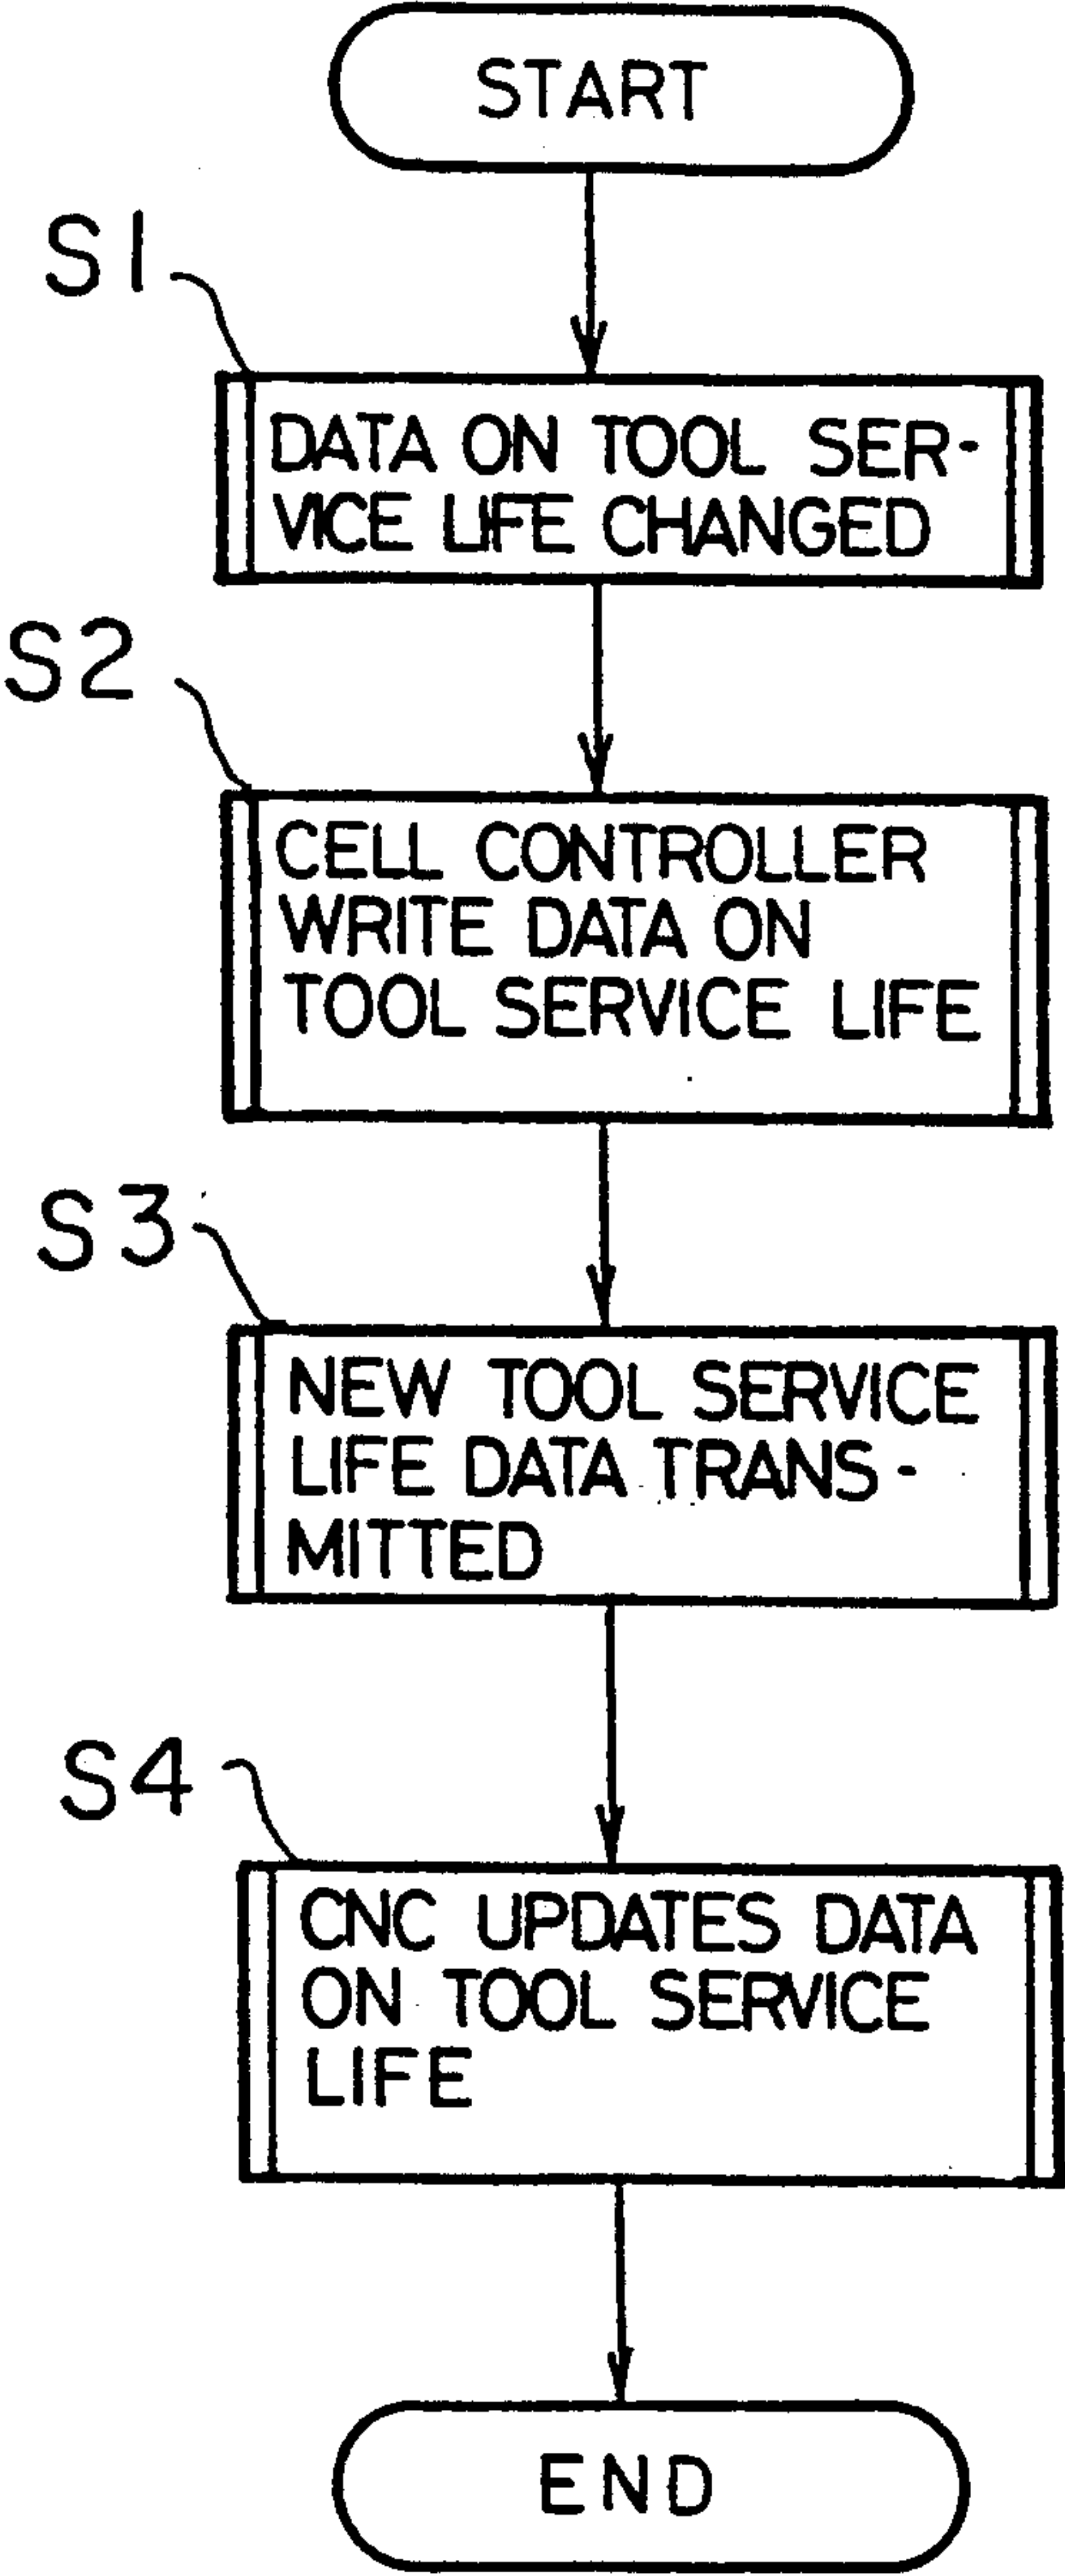 START
S1
DATA ON TOOL SER-
VICE LIFE CHANGED
S2
CELL CONTROLLER
WRITE DATA ON
TOOL SERVICE LIFE
S3
NEW TOOL SERVICE
LIFE DATA TRANS-
MITTED
S4
CNC UPDATES DATA
ON TOOL SERVICE
LIFE
END